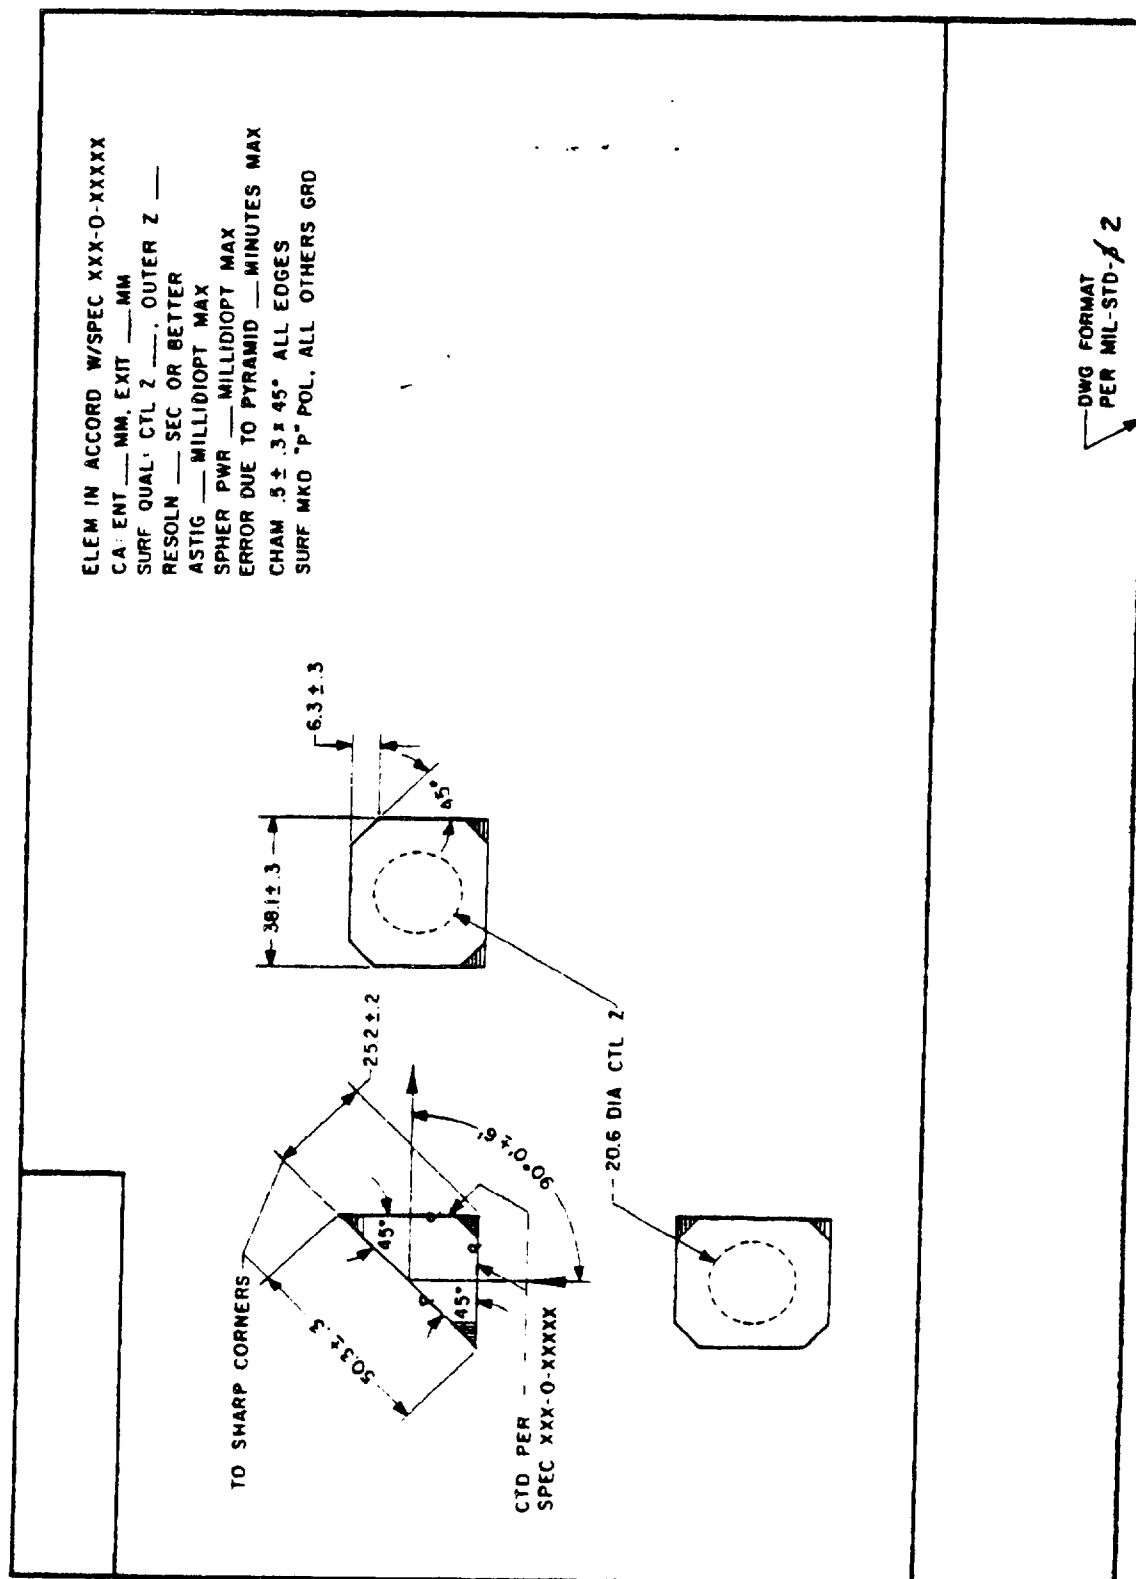 ELEM IN ACCORD W/SPEC XXX-O-XXXXX
CA: ENT ___ MM, EXIT ___ MM
SURF QUAL: CTL Z ___, OUTER Z ___
RESOLN ___ SEC OR BETTER
ASTIG ___ MILLIDIOPT MAX
SPHER PWR ___ MILLIDIOPT MAX
ERROR DUE TO PYRAMID ___ MINUTES MAX
CHAM .5 ± .3 X 45° ALL EDGES
SURF MKD "P" POL, ALL OTHERS GRD
TO SHARP CORNERS
50.3 ± .3
25.2 ± .2
38.1 ± .3
6.3 ± .3
45°
45°
45°
P
P
P
90° 0' ± 6'
CTD PER
SPEC XXX-O-XXXXX
20.6 DIA CTL Z
DWG FORMAT
PER MIL-STD-2